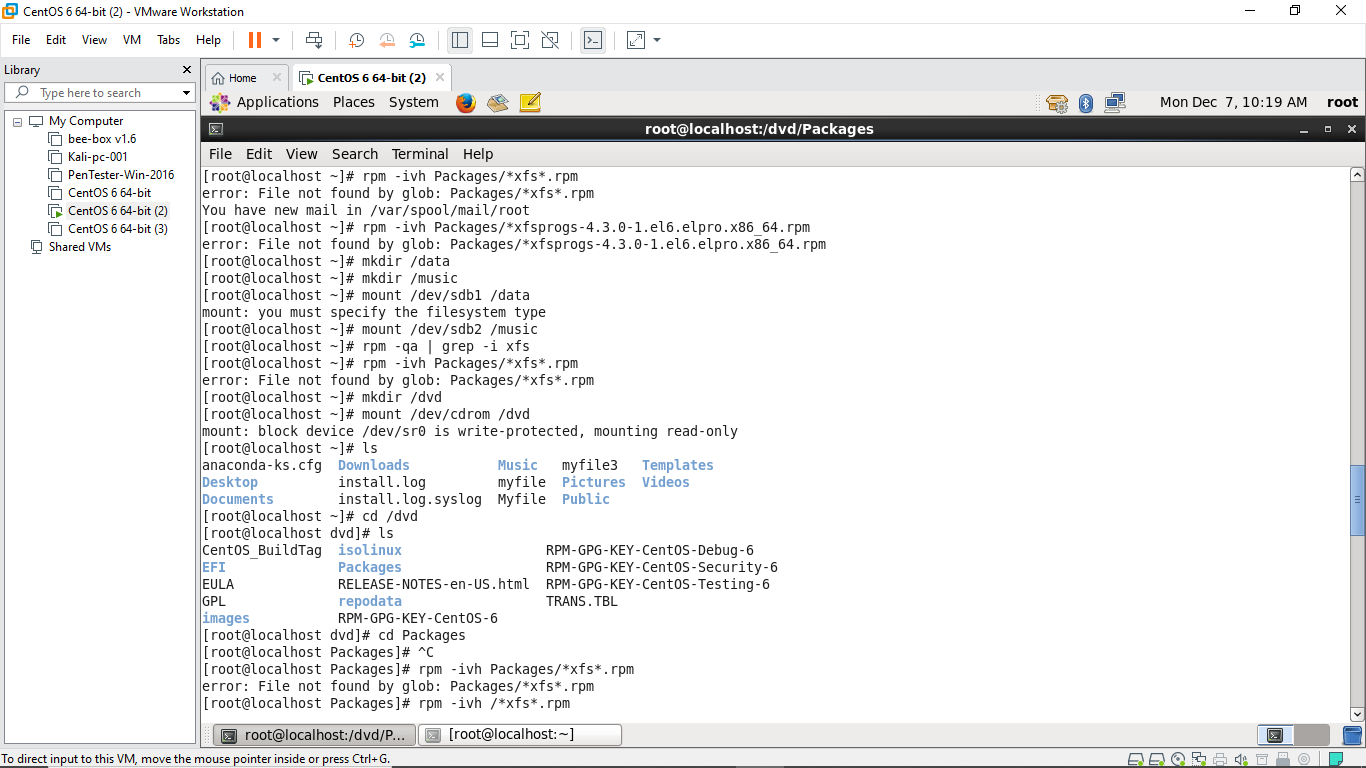 CentOS 6 64-bit (2) - VMware Workstation
File Edit View VM Tabs Help
Library
Type here to search
My Computer
bee-box v1.6
Kali-pc-001
PenTester-Win-2016
CentOS 6 64-bit
CentOS 6 64-bit (2)
CentOS 6 64-bit (3)
Shared VMs
Home
CentOS 6 64-bit (2)
Applications Places System
Mon Dec 7, 10:19 AM root
root@localhost:/dvd/Packages
File Edit View Search Terminal Help
[root@localhost ~]# rpm -ivh Packages/*xfs*.rpm
error: File not found by glob: Packages/*xfs*.rpm
You have new mail in /var/spool/mail/root
[root@localhost ~]# rpm -ivh Packages/*xfsprogs-4.3.0-1.el6.elpro.x86_64.rpm
error: File not found by glob: Packages/*xfsprogs-4.3.0-1.el6.elpro.x86_64.rpm
[root@localhost ~]# mkdir /data
[root@localhost ~]# mkdir /music
[root@localhost ~]# mount /dev/sdb1 /data
mount: you must specify the filesystem type
[root@localhost ~]# mount /dev/sdb2 /music
[root@localhost ~]# rpm -qa | grep -i xfs
[root@localhost ~]# rpm -ivh Packages/*xfs*.rpm
error: File not found by glob: Packages/*xfs*.rpm
[root@localhost ~]# mkdir /dvd
[root@localhost ~]# mount /dev/cdrom /dvd
mount: block device /dev/sr0 is write-protected, mounting read-only
[root@localhost ~]# ls
anaconda-ks.cfg Downloads Music myfile3 Templates
Desktop install.log myfile Pictures Videos
Documents install.log.syslog Myfile Public
[root@localhost ~]# cd /dvd
[root@localhost dvd]# ls
CentOS_BuildTag isolinux RPM-GPG-KEY-CentOS-Debug-6
EFI Packages RPM-GPG-KEY-CentOS-Security-6
EULA RELEASE-NOTES-en-US.html RPM-GPG-KEY-CentOS-Testing-6
GPL repodata TRANS.TBL
images RPM-GPG-KEY-CentOS-6
[root@localhost dvd]# cd Packages
[root@localhost Packages]# ^C
[root@localhost Packages]# rpm -ivh Packages/*xfs*.rpm
error: File not found by glob: Packages/*xfs*.rpm
[root@localhost Packages]# rpm -ivh /*xfs*.rpm
root@localhost:/dvd/P...
[root@localhost:~]
To direct input to this VM, move the mouse pointer inside or press Ctrl+G.